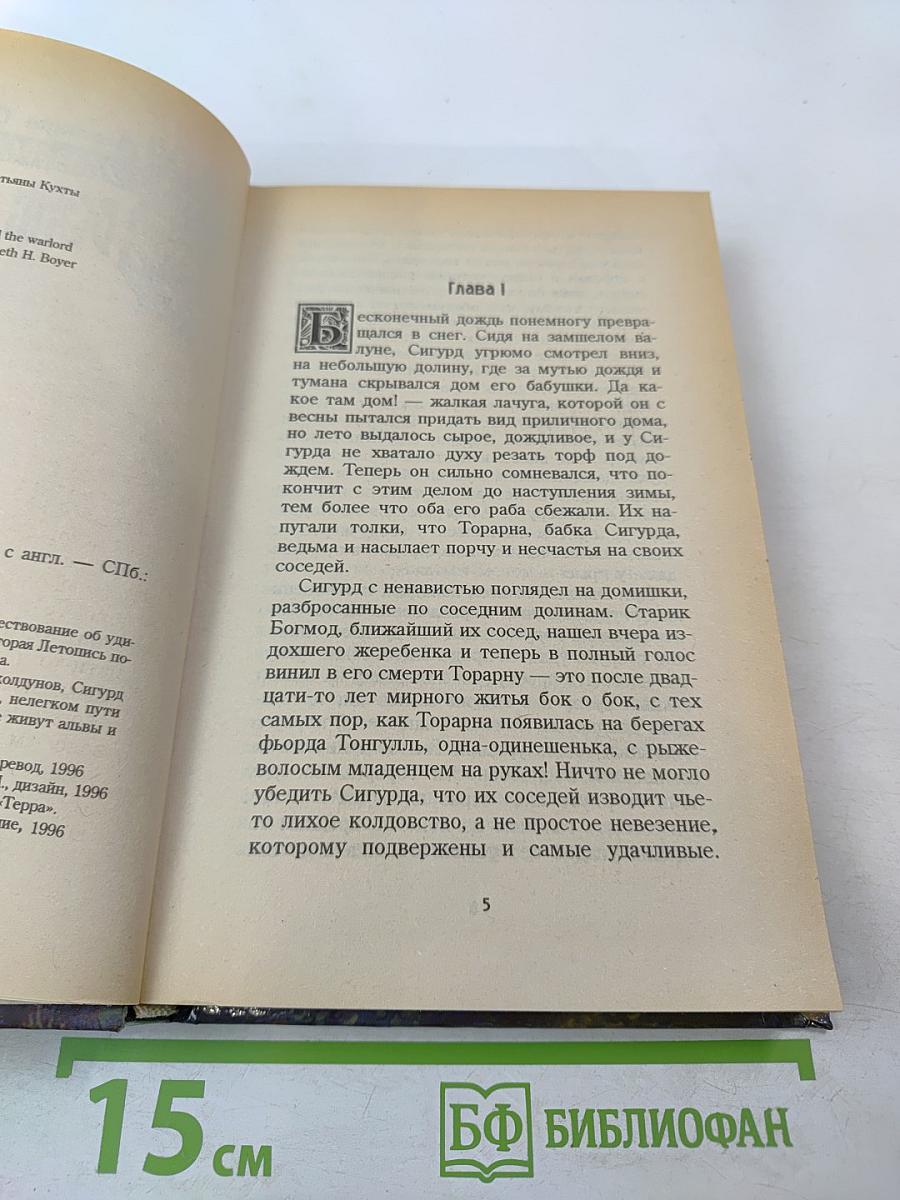 тьяны Кухты
the warlord
eth H. Boyer
с англ. — СПб.:
ествование об уди-
торая Летопись по-
а.
колдунов, Сигурд
, нелегком пути
е живут альвы и
ревод, 1996
., дизайн, 1996
«Терра».
ние, 1996
Глава I
Бесконечный дождь понемногу превра-
щался в снег. Сидя на замшелом ва-
луне, Сигурд угрюмо смотрел вниз,
на небольшую долину, где за мутью дождя и
тумана скрывался дом его бабушки. Да ка-
кое там дом! — жалкая лачуга, которой он с
весны пытался придать вид приличного дома,
но лето выдалось сырое, дождливое, и у Си-
гурда не хватало духу резать торф под до-
ждем. Теперь он сильно сомневался, что по-
кончит с этим делом до наступления зимы,
тем более что оба его раба сбежали. Их на-
пугали толки, что Торарна, бабка Сигурда,
ведьма и насылает порчу и несчастья на своих
соседей.
Сигурд с ненавистью поглядел на домишки,
разбросанные по соседним долинам. Старик
Богмод, ближайший их сосед, нашел вчера из-
дохшего жеребенка и теперь в полный голос
винил в его смерти Торарну — это после двад-
цати-то лет мирного житья бок о бок, с тех
самых пор, как Торарна появилась на берегах
фьорда Тонгулль, одна-одинешенька, с рыже-
волосым младенцем на руках! Ничто не могло
убедить Сигурда, что их соседей изводит чье-
то лихое колдовство, а не простое невезение,
которому подвержены и самые удачливые.
5
15 см
БФ БИБЛИОФАН